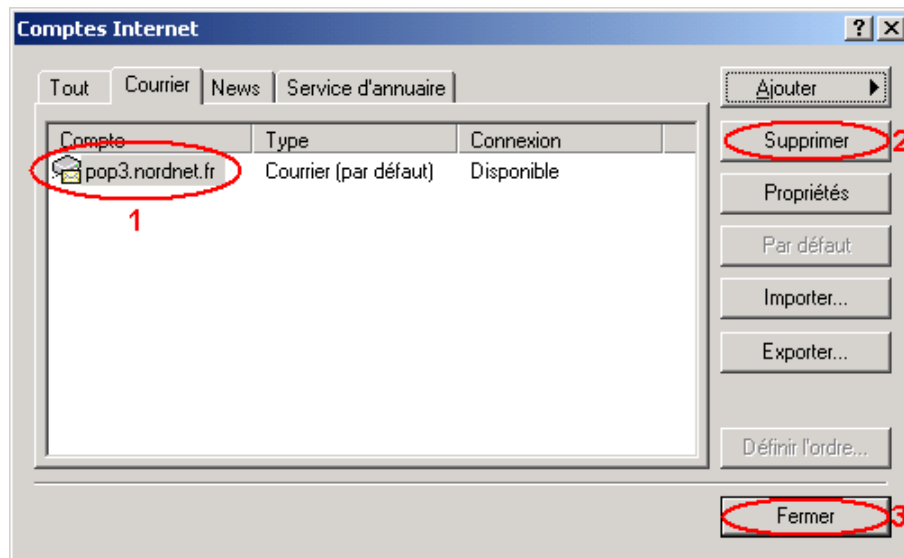 Comptes Internet
Tout Courrier News Service d'annuaire
Ajouter
Compte Type Connexion
Supprimer 2
pop3.nordnet.fr Courrier (par défaut) Disponible
1
Propriétés
Par défaut
Importer...
Exporter...
Définir l'ordre...
Fermer 3